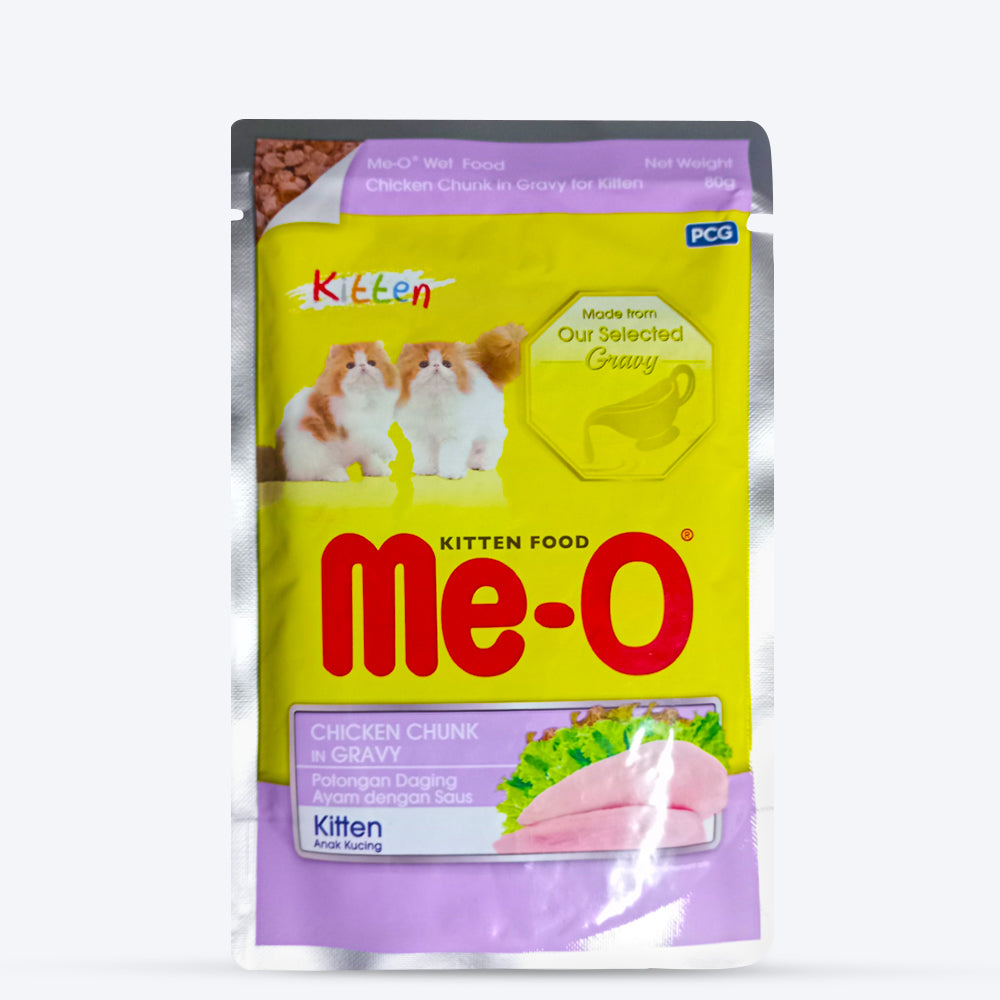 Me-O® Wet Food
Chicken Chunk in Gravy for Kitten
Net Weight
80g
PCG
Kitten
Made from
Our Selected
Gravy
KITTEN FOOD
Me-O®
CHICKEN CHUNK
IN GRAVY
Potongan Daging
Ayam dengan Saus
Kitten
Anak Kucing